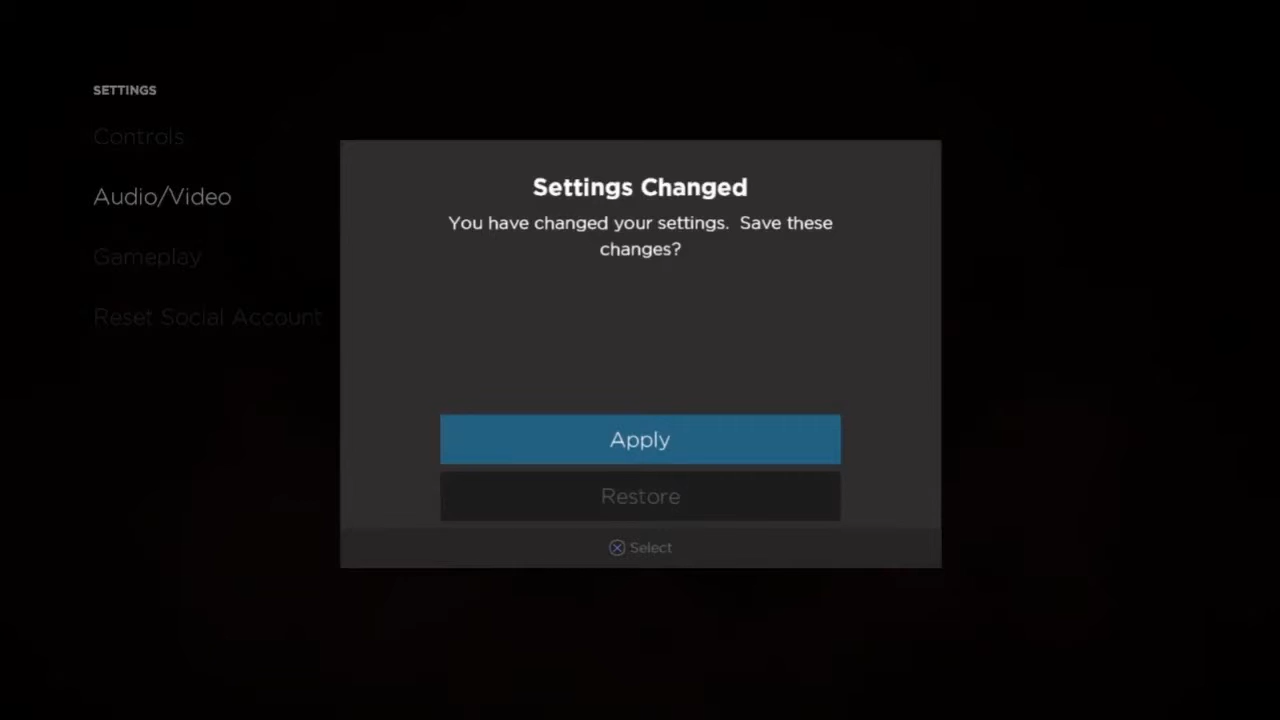 SETTINGS
Controls
Audio/Video
Gameplay
Reset Social Account
Settings Changed
You have changed your settings.  Save these
changes?
Apply
Restore
Select